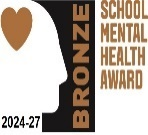 BRONZE
SCHOOL
MENTAL
HEALTH
AWARD
2024-27